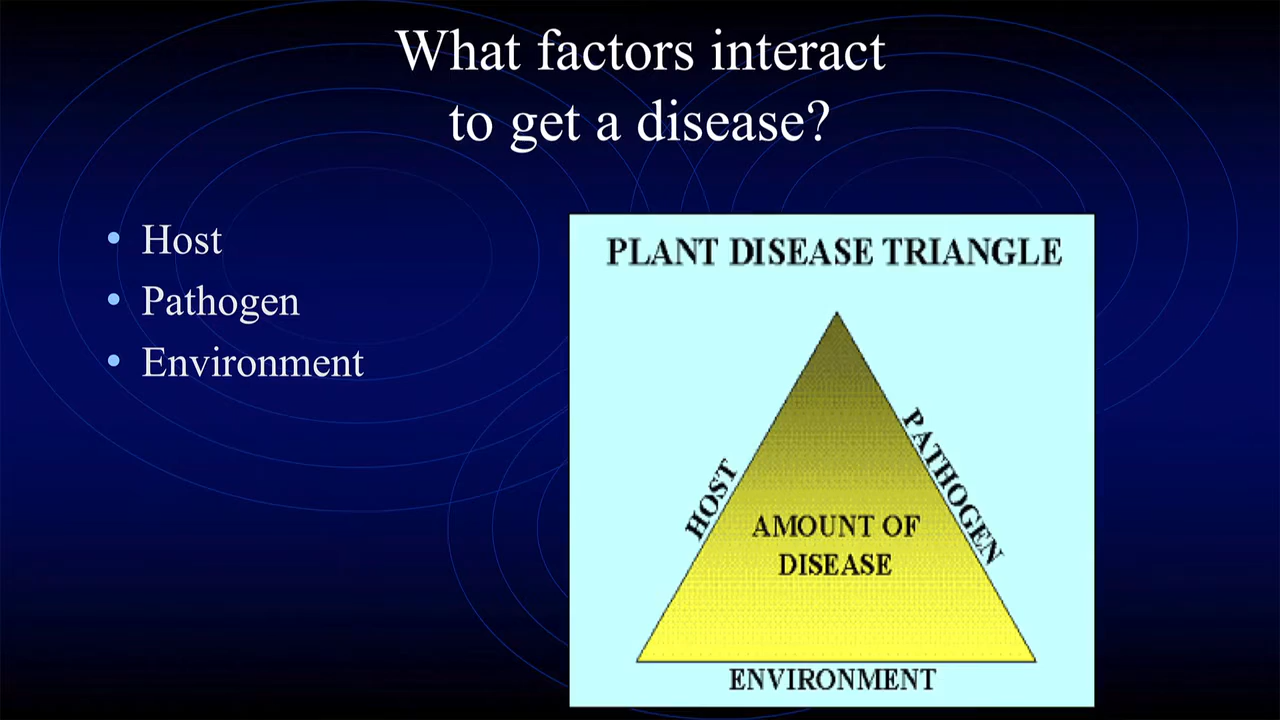 What factors interact
to get a disease?
• Host
• Pathogen
• Environment
PLANT DISEASE TRIANGLE
HOST
PATHOGEN
AMOUNT OF
DISEASE
ENVIRONMENT